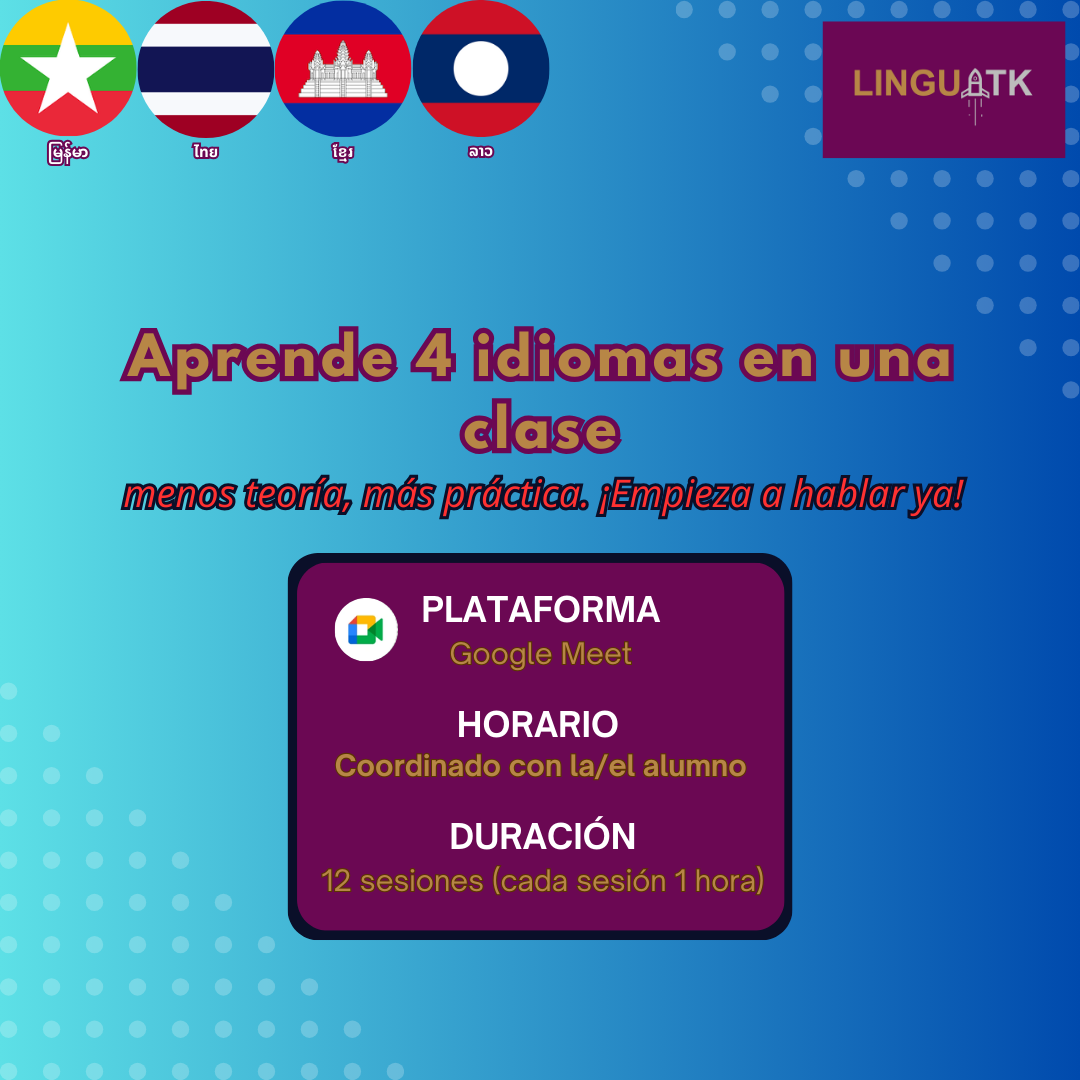 မြန်မာ
ไทย
ខ្មែរ
ລາວ
LINGUATK
Aprende 4 idiomas en una
clase
menos teoría, más práctica. ¡Empieza a hablar ya!
PLATAFORMA
Google Meet
HORARIO
Coordinado con la/el alumno
DURACIÓN
12 sesiones (cada sesión 1 hora)